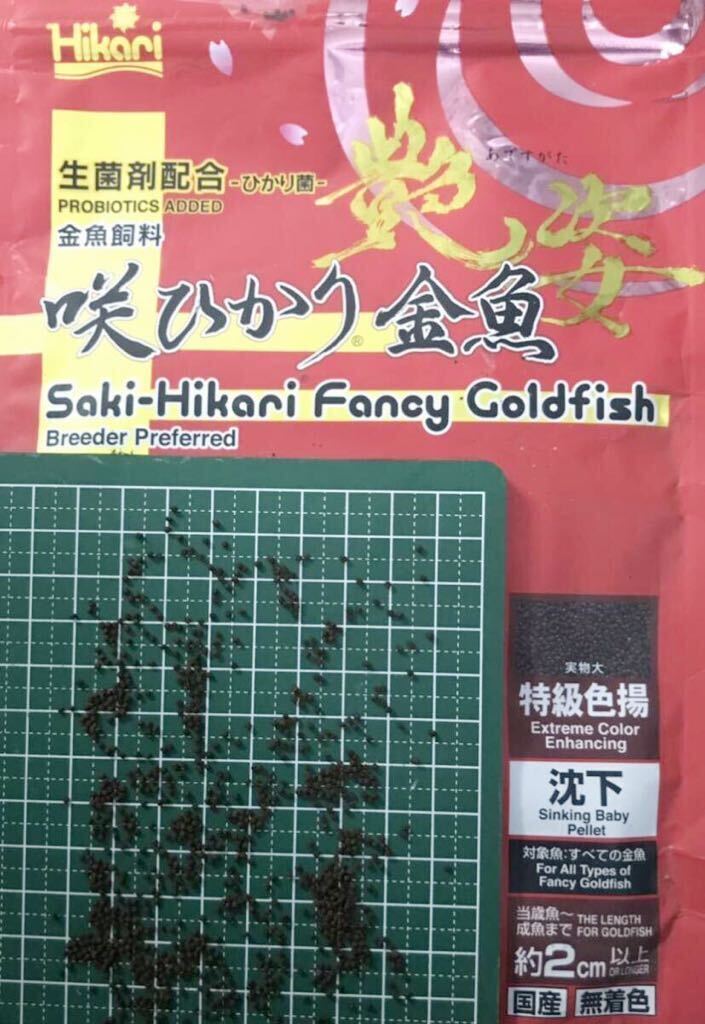 Hikari
生菌剤配合-ひかり菌-
PROBIOTICS ADDED
金魚飼料
艶姿
あですがた
咲ひかり®金魚
Saki-Hikari Fancy Goldfish
Breeder Preferred
実物大
特級色揚
Extreme Color
Enhancing
沈下
Sinking Baby
Pellet
対象魚:すべての金魚
For All Types of
Fancy Goldfish
当歳魚~
成魚まで
THE LENGTH
FOR GOLDFISH
約2cm以上
OR LONGER
国産 無着色